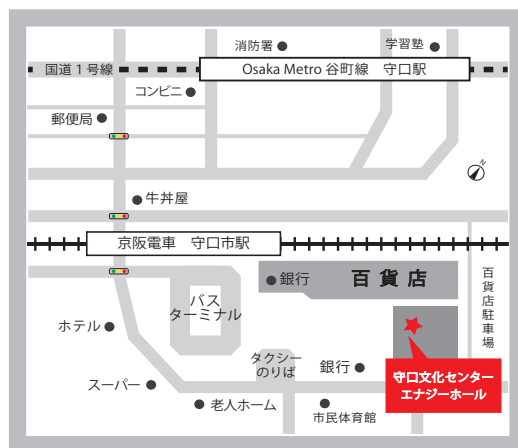 消防署
学習塾
国道1号線
Osaka Metro 谷町線 守口駅
コンビニ
郵便局
N
牛丼屋
京阪電車 守口市駅
銀行
百貨店
百貨店駐車場
バス
ターミナル
ホテル
タクシー
のりば
銀行
守口文化センター
エナジーホール
スーパー
老人ホーム
市民体育館